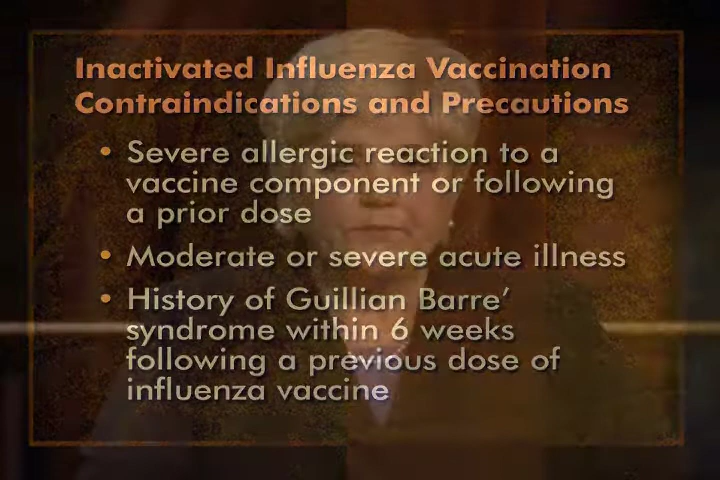 Inactivated Influenza Vaccination
Contraindications and Precautions
• Severe allergic reaction to a
vaccine component or following
a prior dose
• Moderate or severe acute illness
• History of Guillian Barre’
syndrome within 6 weeks
following a previous dose of
influenza vaccine